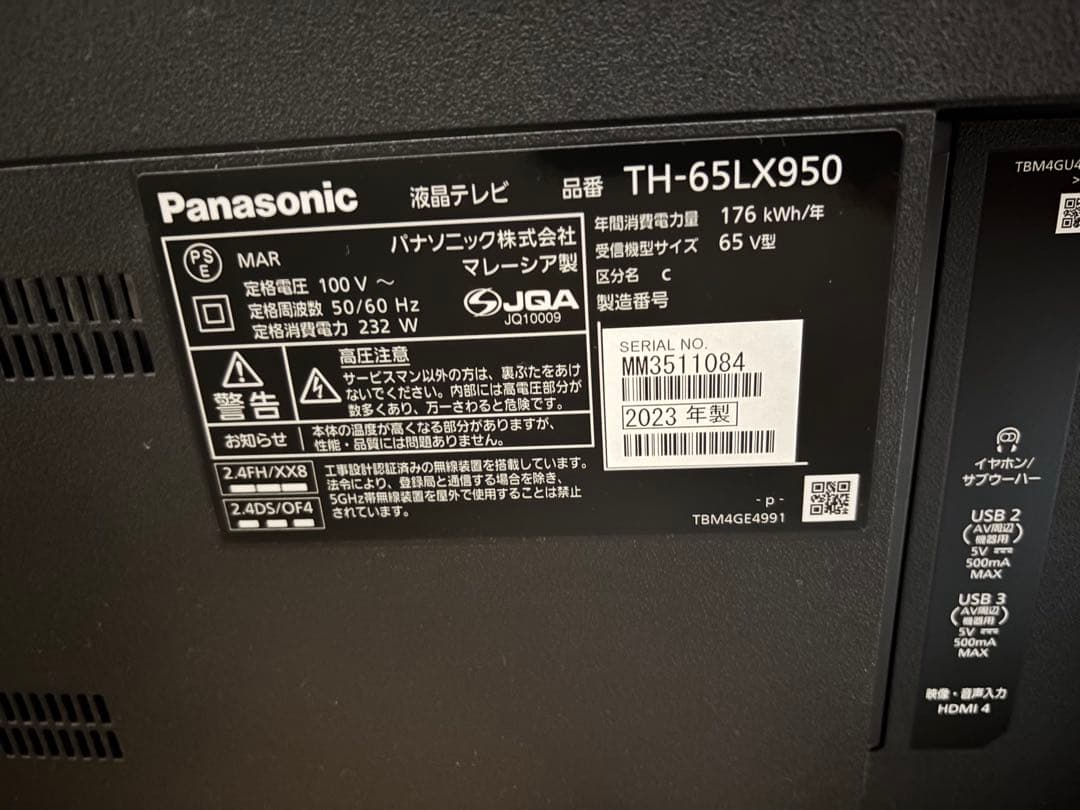 Panasonic 液晶テレビ 品番 TH-65LX950
PS
E
MAR
パナソニック株式会社
マレーシア製
定格電圧 100 V ～
定格周波数 50/60 Hz
定格消費電力 232 W
JQA
JQ10009
年間消費電力量 176 kWh/年
受信機型サイズ 65 V型
区分名 C
製造番号
SERIAL NO.
MM3511084
2023 年製
警告
高圧注意
サービスマン以外の方は、裏ぶたをあけ
ないでください。内部には高電圧部分が
数多くあり、万一さわると危険です。
お知らせ
本体の温度が高くなる部分がありますが、
性能・品質には問題ありません。
2.4FH/XX8
2.4DS/OF4
工事設計認証済みの無線装置を搭載しています。
法令により、登録局と通信する場合を除き、
5GHz帯無線装置を屋外で使用することは禁止
されています。
- p -
TBM4GE4991
TBM4GU4
>
イヤホン/
サブウーハー
USB 2
(AV周辺
機器用)
5V
500mA
MAX
USB 3
(AV周辺
機器用)
5V
500mA
MAX
映像・音声入力
HDMI 4